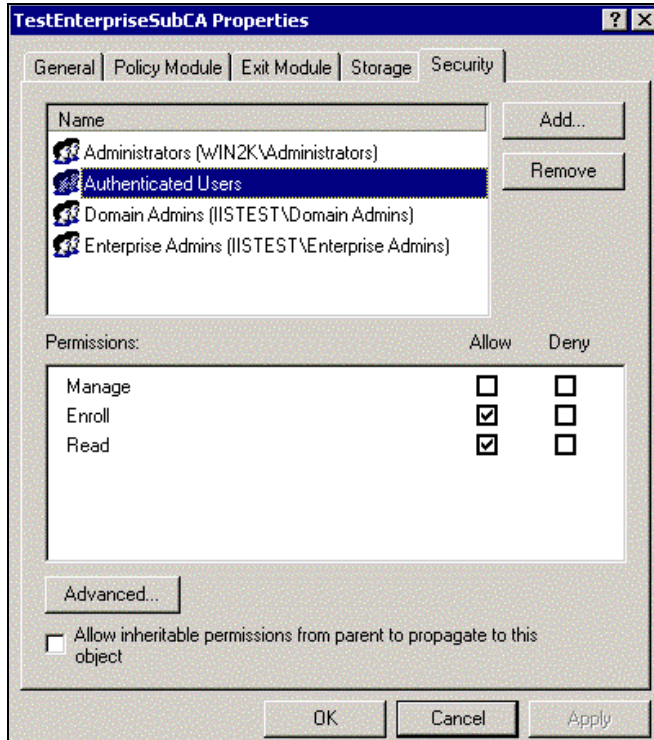 TestEnterpriseSubCA Properties ? X
General Policy Module Exit Module Storage Security
Name
Add...
Administrators (WIN2K\Administrators)
Remove
Authenticated Users
Domain Admins (IISTEST\Domain Admins)
Enterprise Admins (IISTEST\Enterprise Admins)
Permissions: Allow Deny
Manage
Enroll
Read
Advanced...
Allow inheritable permissions from parent to propagate to this
object
OK Cancel Apply